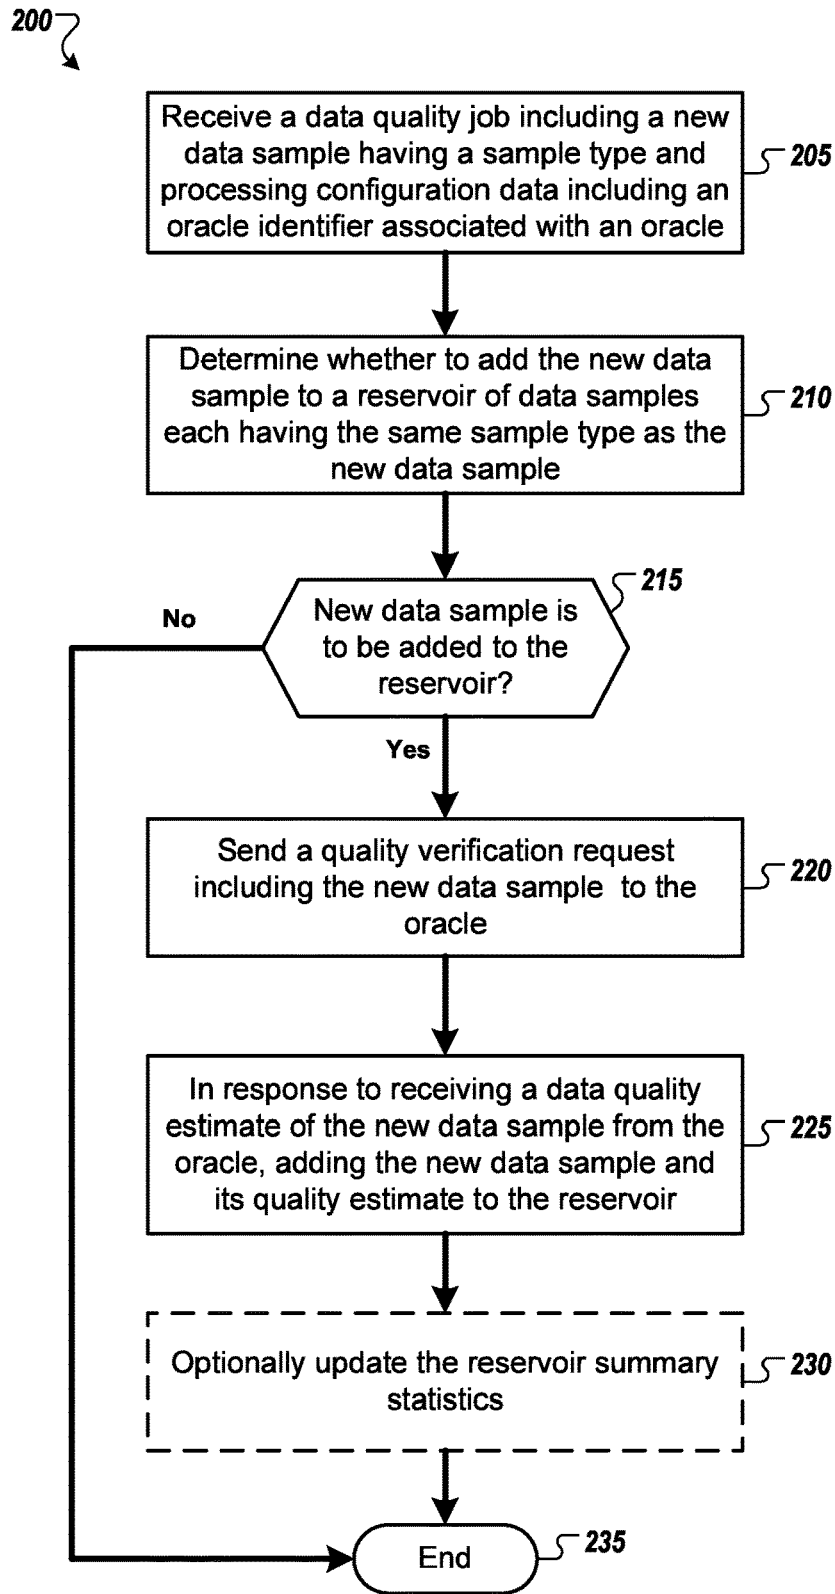 200
Receive a data quality job including a new
data sample having a sample type and
processing configuration data including an
oracle identifier associated with an oracle
205
Determine whether to add the new data
sample to a reservoir of data samples
each having the same sample type as the
new data sample
210
215
No
New data sample is
to be added to the
reservoir?
Yes
Send a quality verification request
including the new data sample to the
oracle
220
In response to receiving a data quality
estimate of the new data sample from the
oracle, adding the new data sample and
its quality estimate to the reservoir
225
Optionally update the reservoir summary
statistics
230
End
235